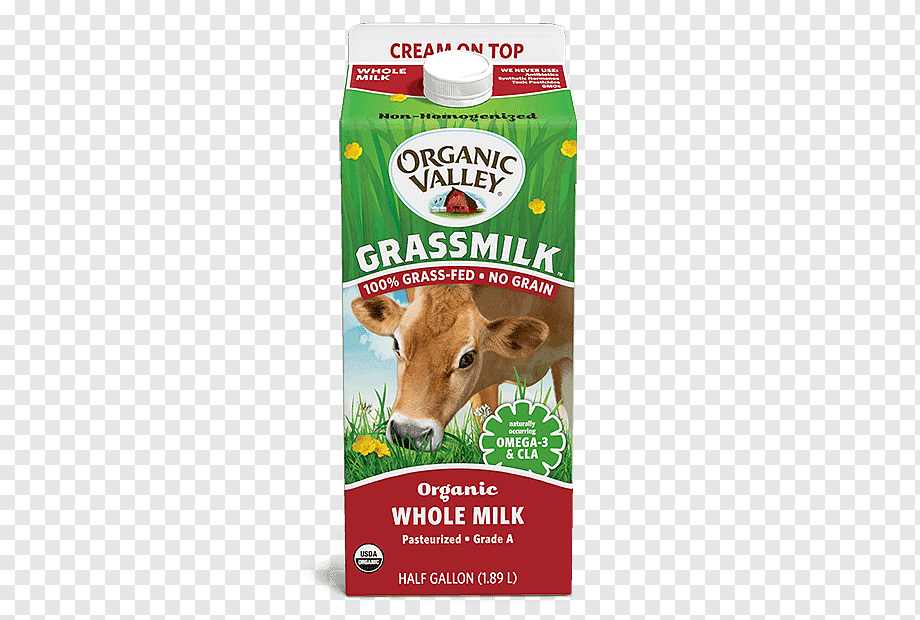 CREAM ON TOP
WHOLE
MILK
WE NEVER USE:
Antibiotics
Synthetic Hormones
Toxic Pesticides
GMOs
Non-Homogenized
ORGANIC
VALLEY®
GRASSMILK™
100% GRASS-FED • NO GRAIN
naturally
occurring
OMEGA-3
& CLA
Organic
WHOLE MILK
Pasteurized • Grade A
USDA
ORGANIC
HALF GALLON (1.89 L)